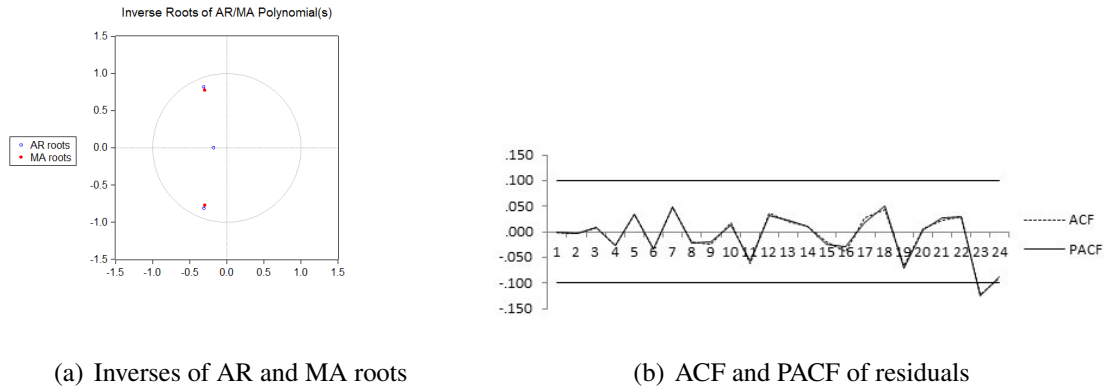 Inverse Roots of AR/MA Polynomial(s)
1.5
1.0
0.5
0.0
-0.5
-1.0
-1.5
-1.5 -1.0 -0.5 0.0 0.5 1.0 1.5
AR roots
MA roots
.150
.100
.050
.000
-.050
-.100
-.150
1 2 3 4 5 6 7 8 9 10 11 12 13 14 15 16 17 18 19 20 21 22 23 24
ACF
PACF
(a) Inverses of AR and MA roots
(b) ACF and PACF of residuals